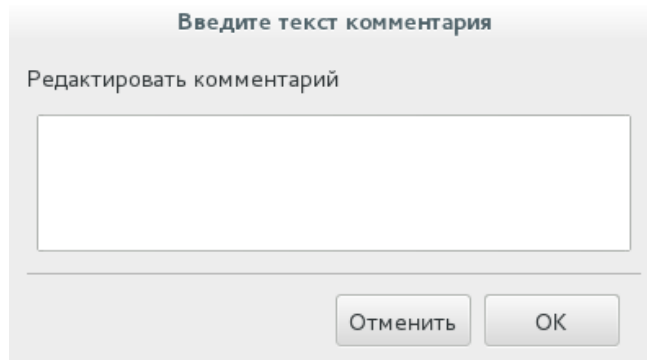 Введите текст комментария
Редактировать комментарий
Отменить OK